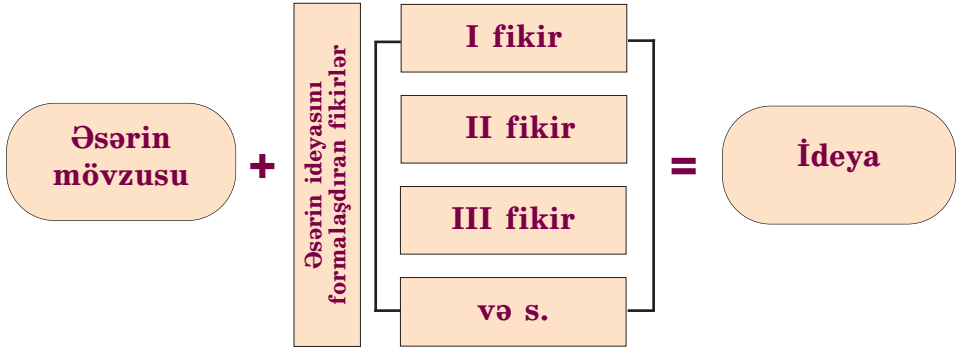 Əsərin
mövzusu
+
Əsərin ideyasını
formalaşdıran fikirlər
I fikir
II fikir
III fikir
və s.
=
İdeya